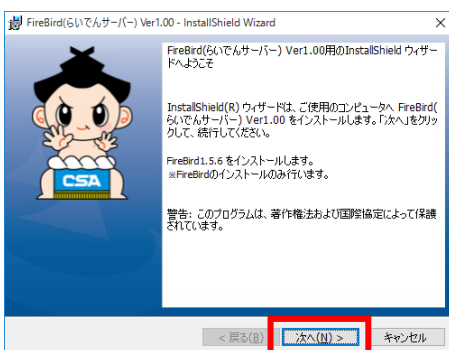 FireBird(らいでんサーバー) Ver1.00 - InstallShield Wizard
FireBird(らいでんサーバー) Ver1.00用のInstallShield ウィザー
ドへようこそ
InstallShield(R) ウィザードは、ご使用のコンピュータへ FireBird(
らいでんサーバー) Ver1.00 をインストールします。「次へ」をクリッ
クして、続行してください。
FireBird1.5.6 をインストールします。
※FireBirdのインストールのみ行います。
警告: このプログラムは、著作権法および国際協定によって保護
されています。
CSA
< 戻る(B)
次へ(N) >
キャンセル